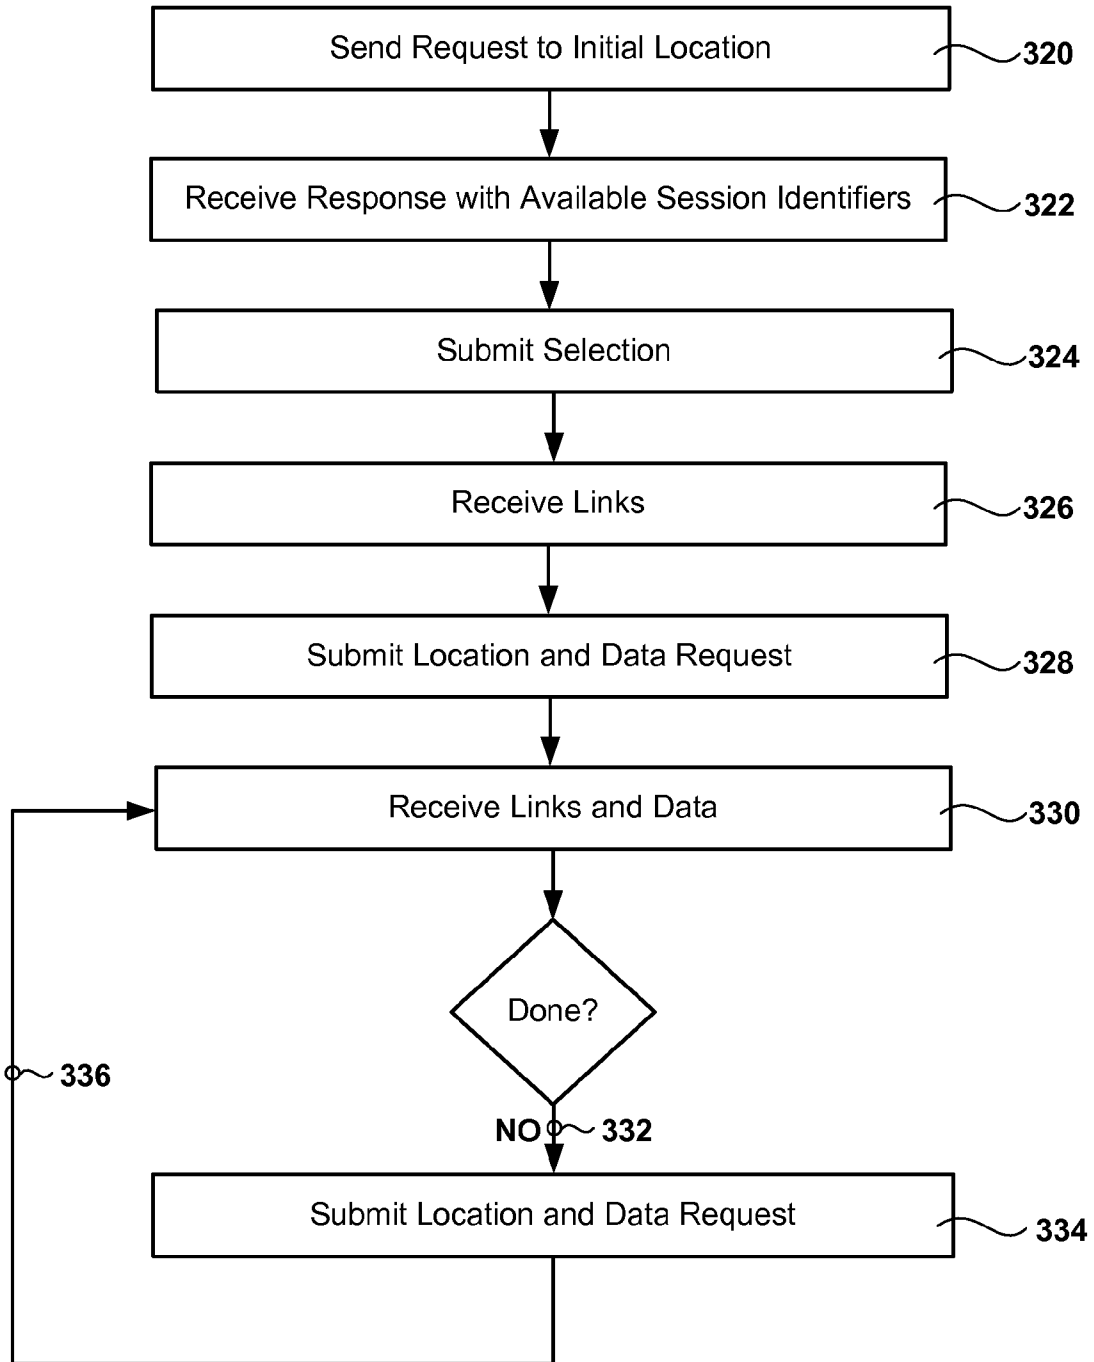 Send Request to Initial Location
320
Receive Response with Available Session Identifiers
322
Submit Selection
324
Receive Links
326
Submit Location and Data Request
328
Receive Links and Data
330
Done?
336
NO 332
Submit Location and Data Request
334